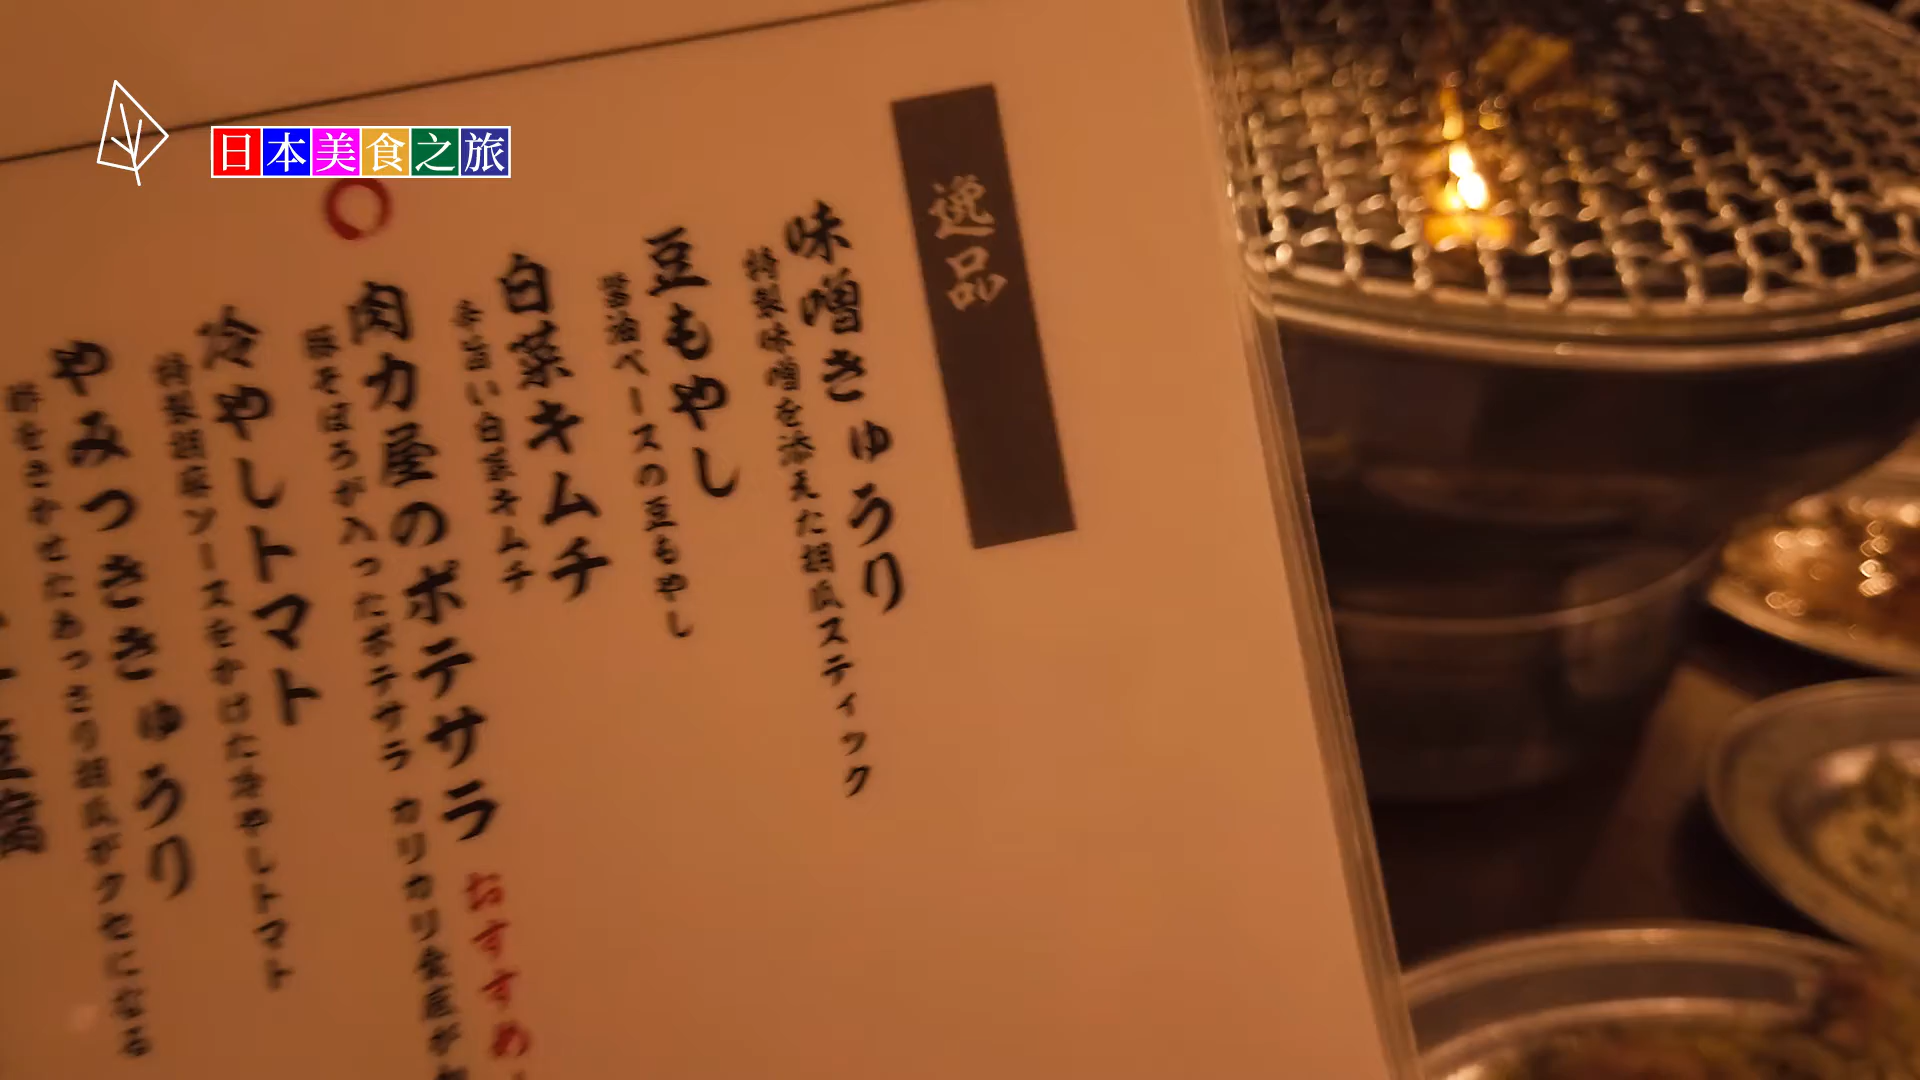 日本美食之旅
逸品
味噌きゅうり
特製味噌を添えた胡瓜スティック
豆もやし
醤油ベースの豆もやし
白菜キムチ
辛旨い白菜キムチ
肉力屋のポテサラ おすすめ
豚そぼろが入ったポテサラ カリカリ食感が
冷やしトマト
特製胡麻ソースをかけた冷やしトマト
やみつききゅうり
酢をきかせたあっさり胡瓜がクセになる
豆腐